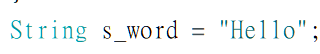 String s_word = "Hello";